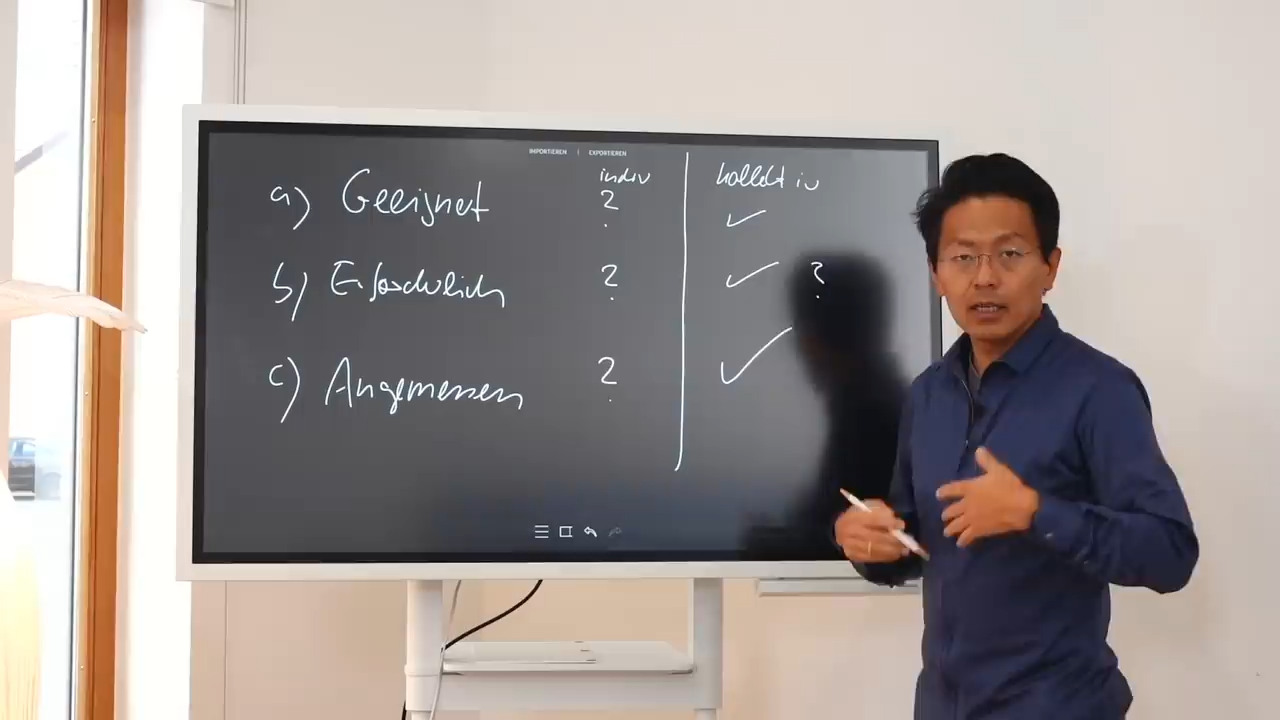 IMPORTIEREN | EXPORTIEREN
indiv kollektiv
a) Geeignet ? ✓
b) Erforderlich ? ✓ ?
c) Angemessen ? ✓